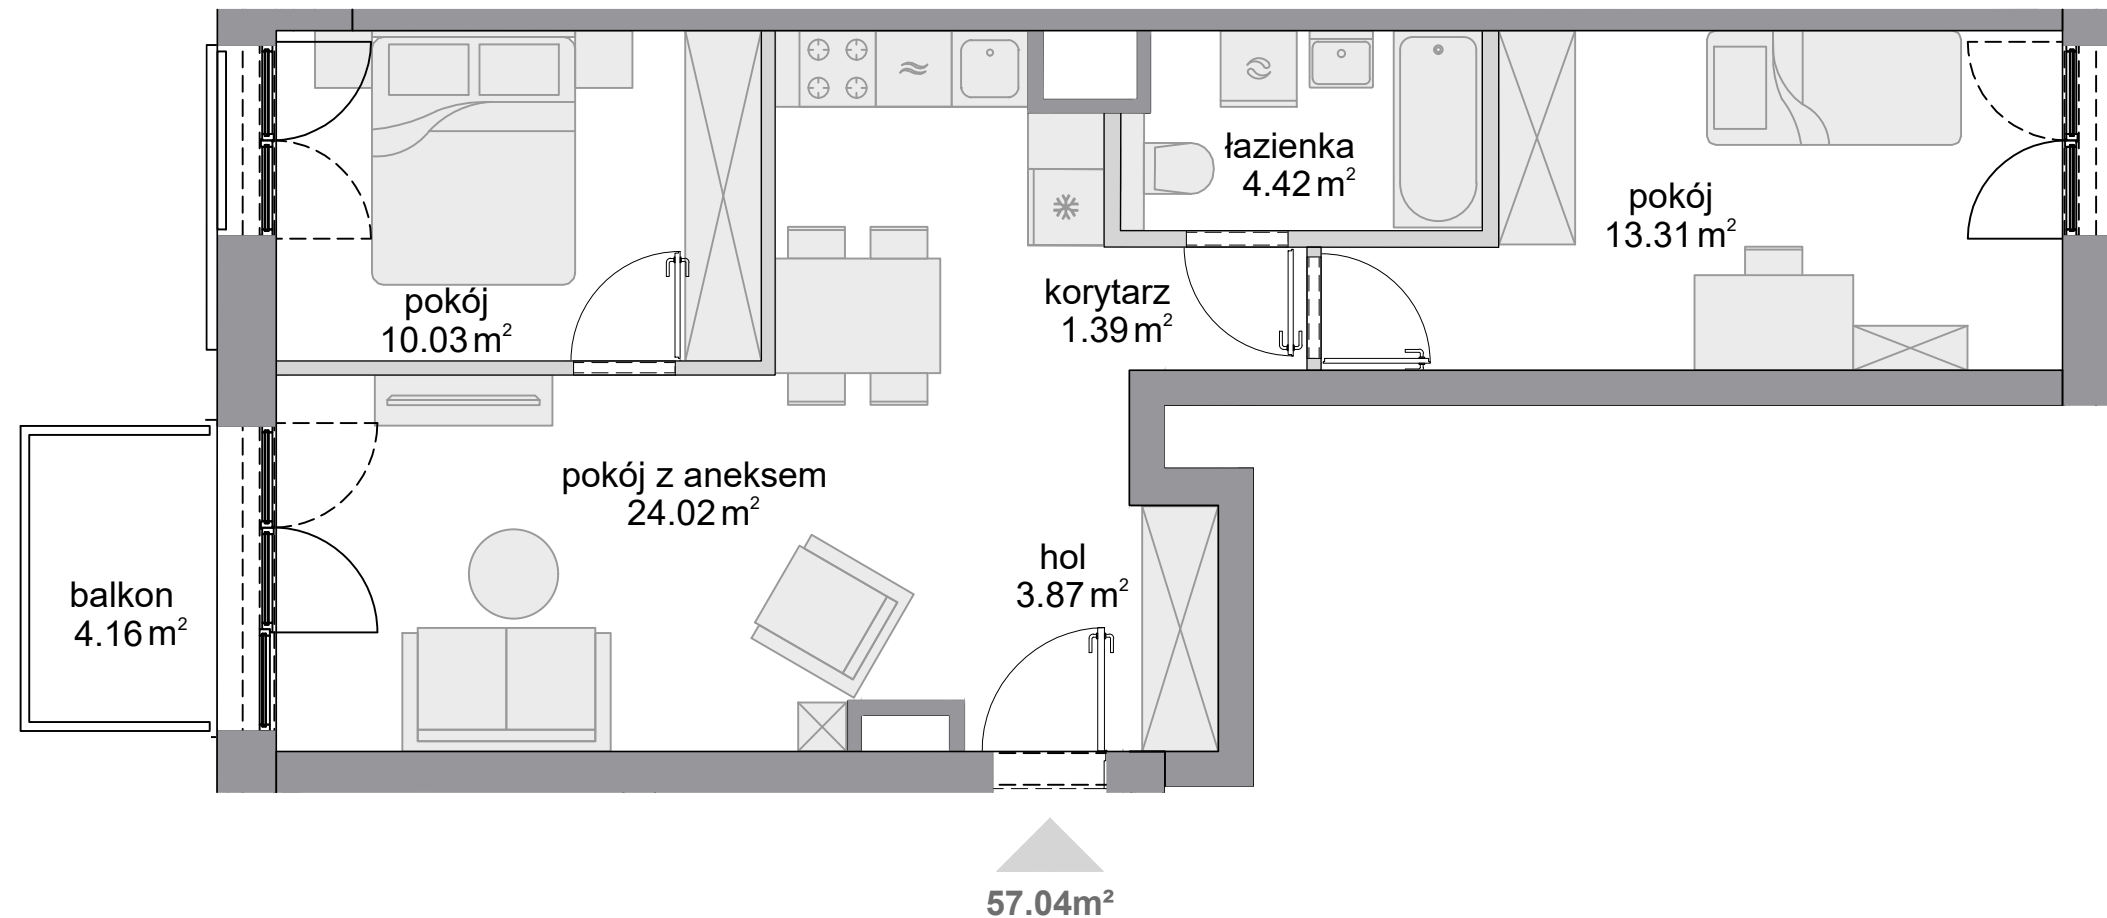 łazienka
4.42 m²
pokój
13.31 m²
pokój
10.03 m²
korytarz
1.39 m²
pokój z aneksem
24.02 m²
hol
3.87 m²
balkon
4.16 m²
57.04m²